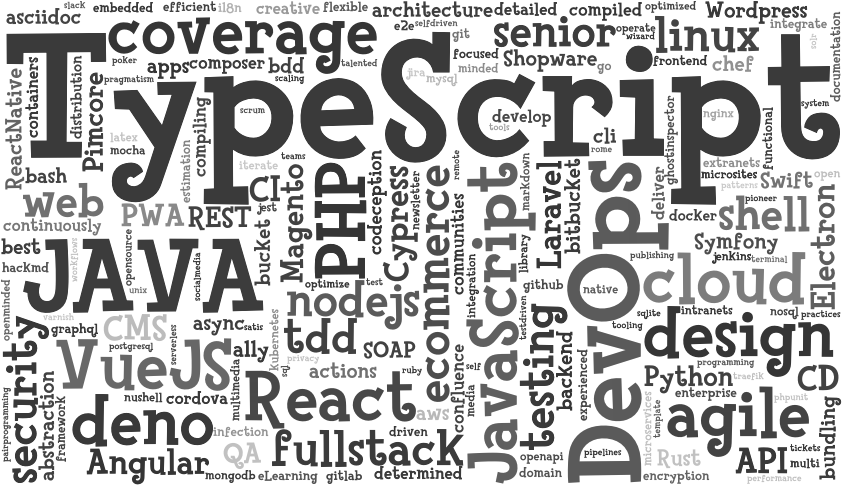 slack
embedded
efficient
i18n
creative
flexible
architecture
detailed
compiled
optimized
Wordpress
asciidoc
coverage
e2e
selfdriven
git
senior
operate
wizard
linux
integrate
solr
documentation
TypeScript
poker
pragmatism
apps
composer
bdd
scaling
talented
jira
mysql
focused
minded
Shopware
go
frontend
chef
ReactNative
containers
distribution
Pimcore
latex
mocha
estimation
compiling
scrum
iterate
teams
develop
tools
cli
rome
ghostinspector
nginx
functional
system
extranets
microsites
patterns
Swift
open
bash
web
continuously
PWA
REST
CI
jest
bucket
Magento
PHP
codeception
Cypress
newsletter
remote
ecommerce
communities
JavaScript
markdown
library
integration
Laravel
bitbucket
DevOps
deliver
docker
pioneer
shell
Electron
Symfony
jenkins
terminal
publishing
cloud
native
best
hackmd
workflows
JAVA
opensource
unix
socialmedia
optimize
test
nodejs
github
testdriven
sqlite
intranets
nosql
practices
openminded
varnish
graphql
CMS
postgresql
async
satis
serverless
Kubernetes
tdd
SOAP
tooling
design
programming
security
VueJS
ally
privacy
sql
actions
ruby
confluence
self
media
testing
backend
experienced
Python
traefik
CD
pairprogramming
abstraction
framework
nushell
cordova
multimedia
React
aws
enterprise
phpunit
template
microservices
agile
bundling
deno
infection
QA
fullstack
driven
openapi
domain
pipelines
Rust
API
tickets
multi
Angular
mongodb
eLearning
gitlab
determined
encryption
performance